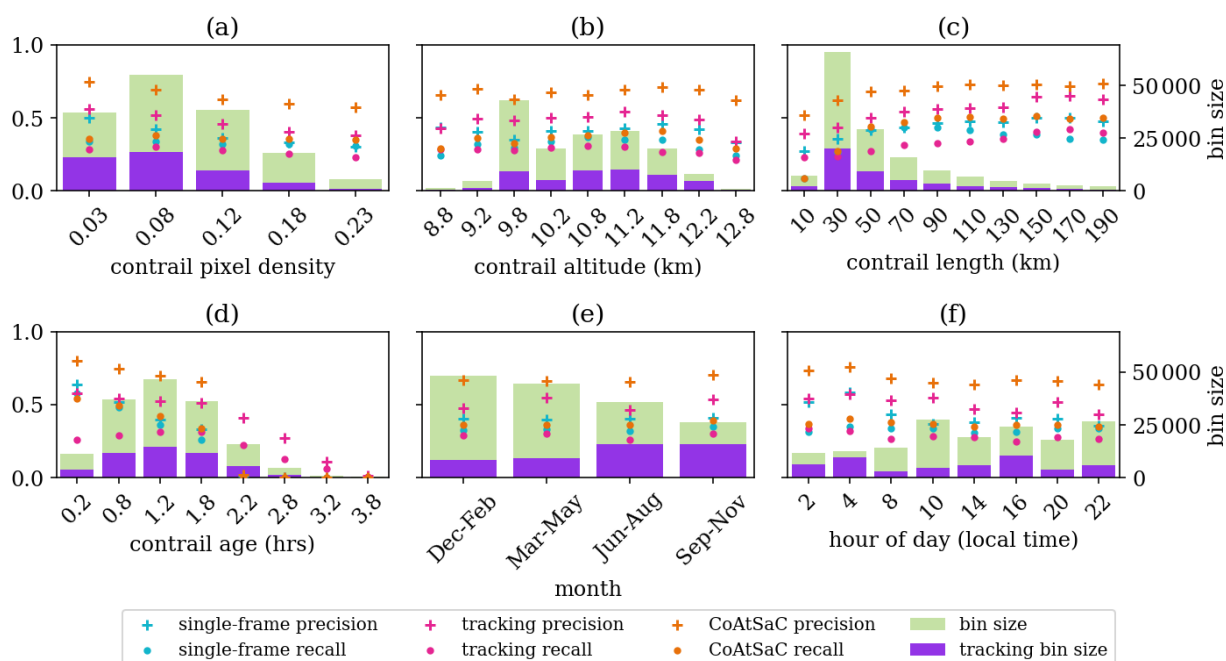 (a) (b) (c)
1.0
0.5
0.0
50 000
25 000
0
bin size
0.03 0.08 0.12 0.18 0.23
8.8 9.2 9.8 10.2 10.8 11.2 11.8 12.2 12.8
10 30 50 70 90 110 130 150 170 190
contrail pixel density contrail altitude (km) contrail length (km)
(d) (e) (f)
1.0
0.5
0.0
50 000
25 000
0
bin size
0.2 0.8 1.2 1.8 2.2 2.8 3.2 3.8
Dec-Feb Mar-May Jun-Aug Sep-Nov
2 4 8 10 14 16 20 22
contrail age (hrs) month hour of day (local time)
single-frame precision tracking precision CoAtSaC precision bin size
single-frame recall tracking recall CoAtSaC recall tracking bin size